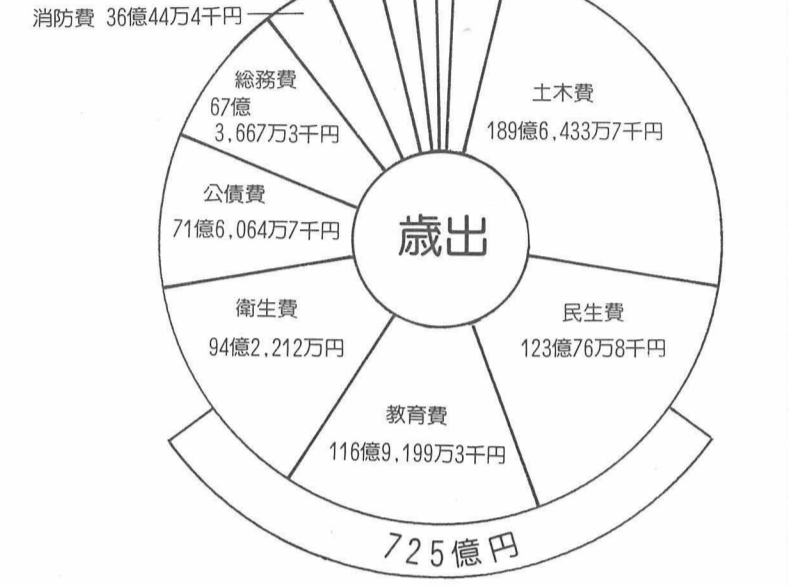 消防費 36億44万4千円
総務費
67億
3,667万3千円
土木費
189億6,433万7千円
公債費
71億6,064万7千円
歳出
衛生費
94億2,212万円
民生費
123億76万8千円
教育費
116億9,199万3千円
725億円